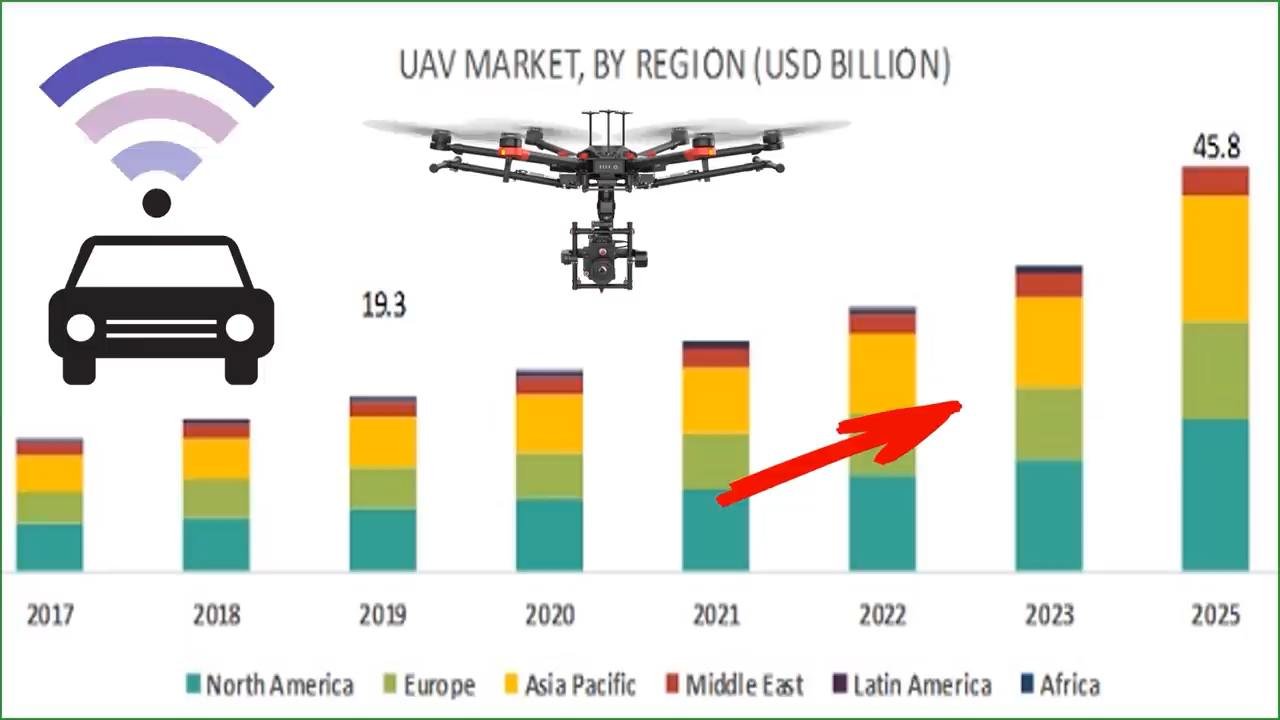 UAV MARKET, BY REGION (USD BILLION)
45.8
19.3
2017 2018 2019 2020 2021 2022 2023 2025
North America Europe Asia Pacific Middle East Latin America Africa